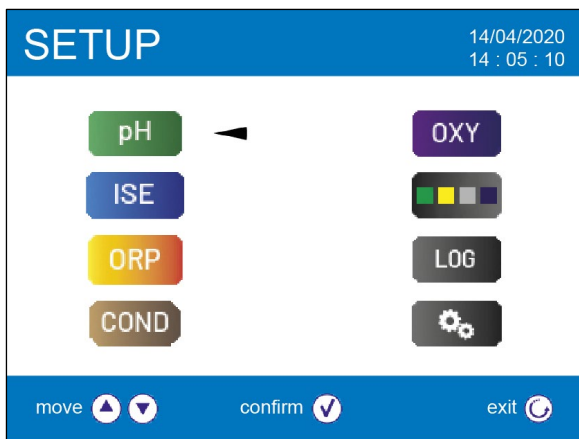 SETUP
14/04/2020
14 : 05 : 10
pH
OXY
ISE
ORP
LOG
COND
move
confirm
exit